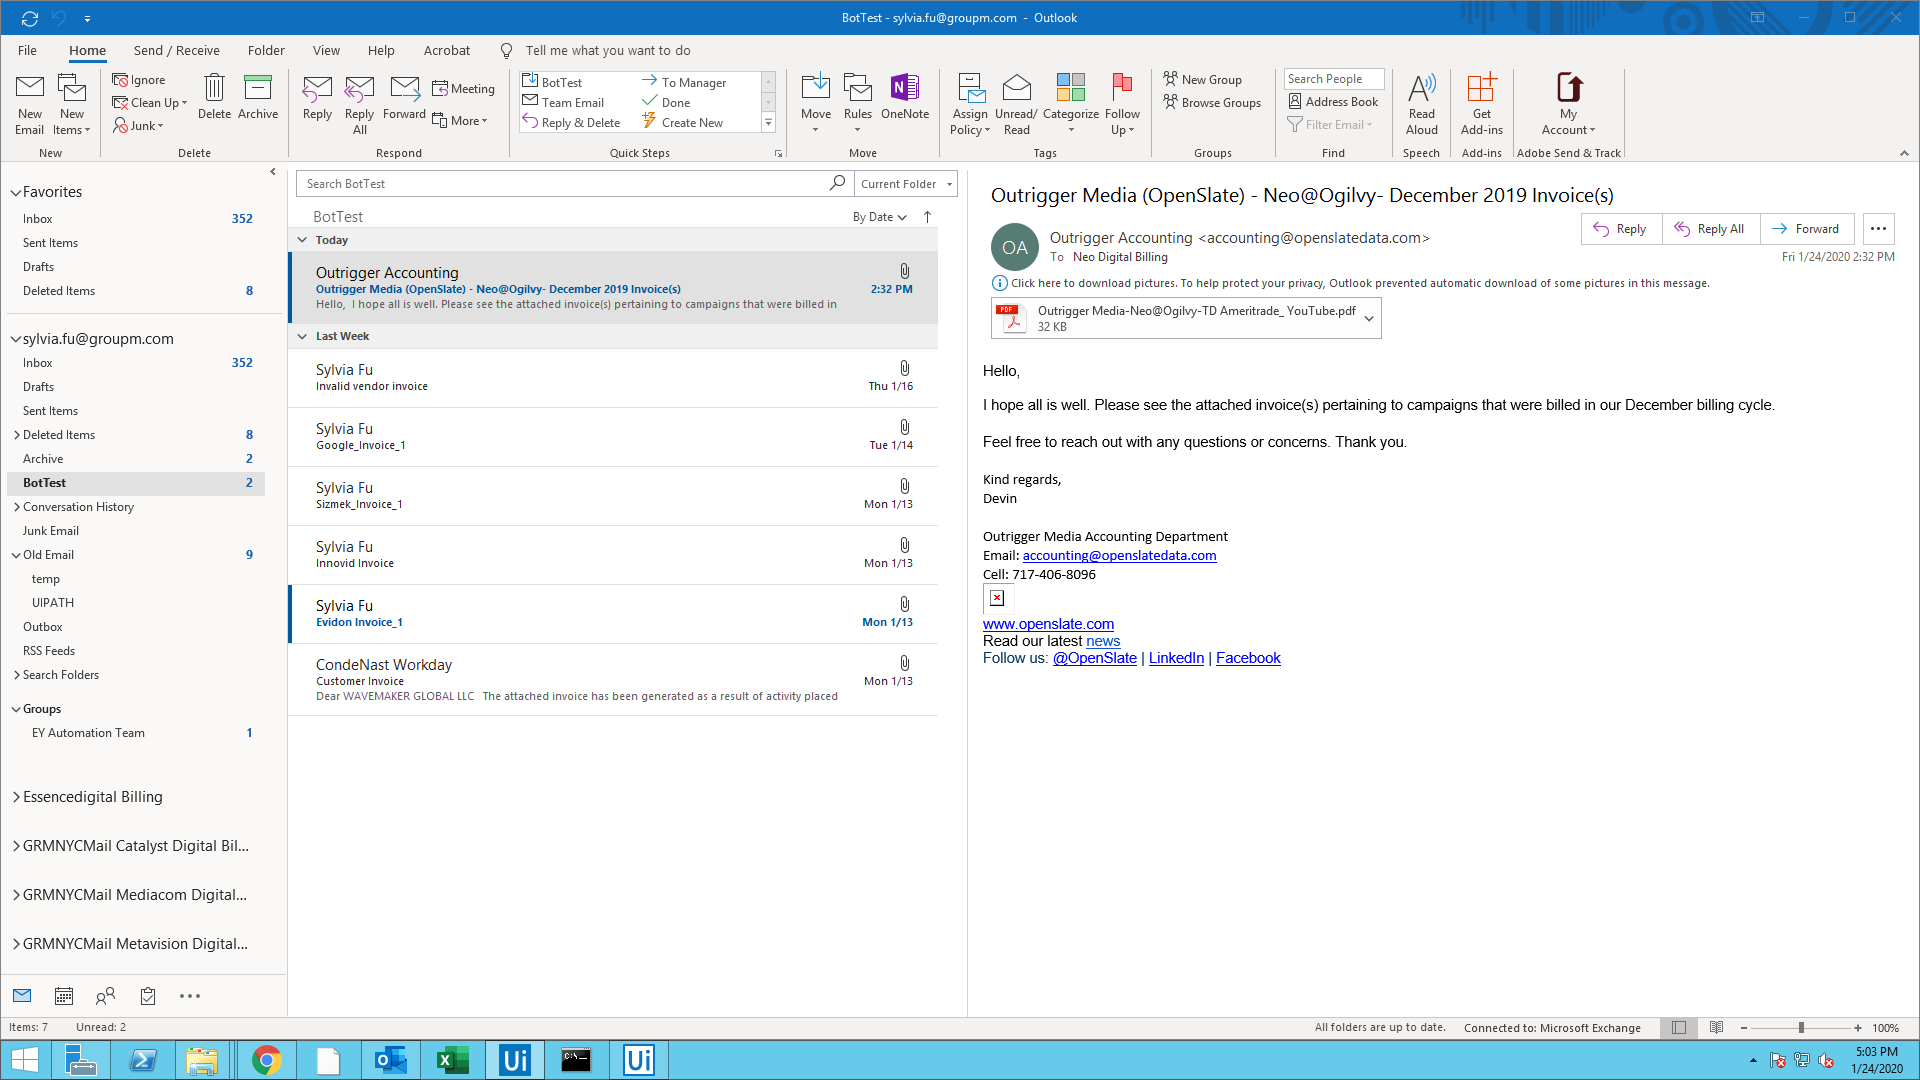 BotTest - sylvia.fu@groupm.com - Outlook
File Home Send / Receive Folder View Help Acrobat Tell me what you want to do
New Email
New Items
New
Ignore
Clean Up
Junk
Delete
Archive
Delete
Reply
Reply All
Forward
Meeting
More
Respond
BotTest
Team Email
Reply & Delete
To Manager
Done
Create New
Quick Steps
Move
Rules
OneNote
Move
Assign Policy
Unread/ Read
Categorize
Follow Up
Tags
New Group
Browse Groups
Groups
Search People
Address Book
Filter Email
Find
Read Aloud
Speech
Get Add-ins
Add-ins
My Account
Adobe Send & Track
Favorites
Inbox 352
Sent Items
Drafts
Deleted Items 8
sylvia.fu@groupm.com
Inbox 352
Drafts
Sent Items
Deleted Items 8
Archive 2
BotTest 2
Conversation History
Junk Email
Old Email 9
temp
UIPATH
Outbox
RSS Feeds
Search Folders
Groups
EY Automation Team 1
Essencedigital Billing
GRMNYCMail Catalyst Digital Bil...
GRMNYCMail Mediacom Digital...
GRMNYCMail Metavision Digital...
Search BotTest
Current Folder
BotTest By Date
Today
Outrigger Accounting
Outrigger Media (OpenSlate) - Neo@Ogilvy- December 2019 Invoice(s) 2:32 PM
Hello, I hope all is well. Please see the attached invoice(s) pertaining to campaigns that were billed in
Last Week
Sylvia Fu
Invalid vendor invoice Thu 1/16
Sylvia Fu
Google_Invoice_1 Tue 1/14
Sylvia Fu
Sizmek_Invoice_1 Mon 1/13
Sylvia Fu
Innovid Invoice Mon 1/13
Sylvia Fu
Evidon Invoice_1 Mon 1/13
CondeNast Workday
Customer Invoice Mon 1/13
Dear WAVEMAKER GLOBAL LLC The attached invoice has been generated as a result of activity placed
Outrigger Media (OpenSlate) - Neo@Ogilvy- December 2019 Invoice(s)
OA
Outrigger Accounting <accounting@openslatedata.com>
To Neo Digital Billing
Reply Reply All Forward
Fri 1/24/2020 2:32 PM
Click here to download pictures. To help protect your privacy, Outlook prevented automatic download of some pictures in this message.
PDF
Outrigger Media-Neo@Ogilvy-TD Ameritrade_ YouTube.pdf
32 KB
Hello,
I hope all is well. Please see the attached invoice(s) pertaining to campaigns that were billed in our December billing cycle.
Feel free to reach out with any questions or concerns. Thank you.
Kind regards,
Devin
Outrigger Media Accounting Department
Email: accounting@openslatedata.com
Cell: 717-406-8096
www.openslate.com
Read our latest news
Follow us: @OpenSlate | LinkedIn | Facebook
Items: 7 Unread: 2
All folders are up to date. Connected to: Microsoft Exchange 100%
Ui
Ui
5:03 PM
1/24/2020